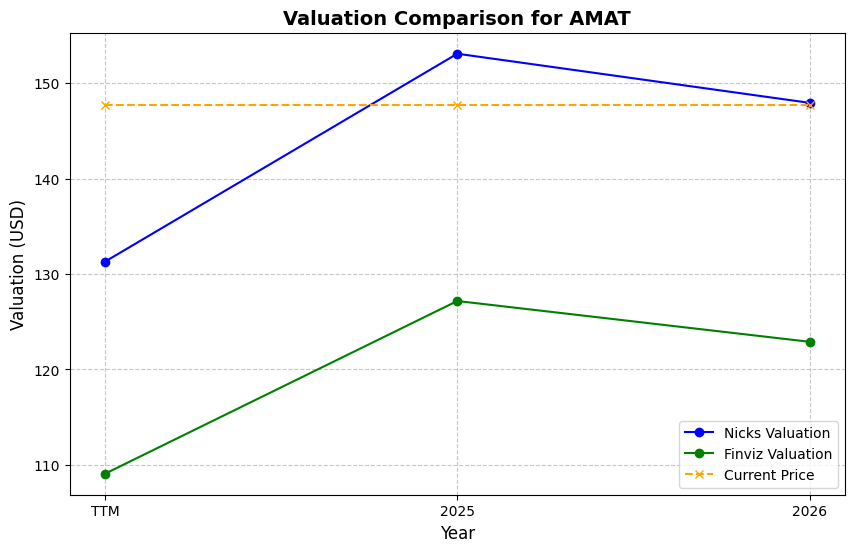 Valuation Comparison for AMAT
Valuation (USD)
150
140
130
120
110
TTM
2025
2026
Year
Nicks Valuation
Finviz Valuation
Current Price